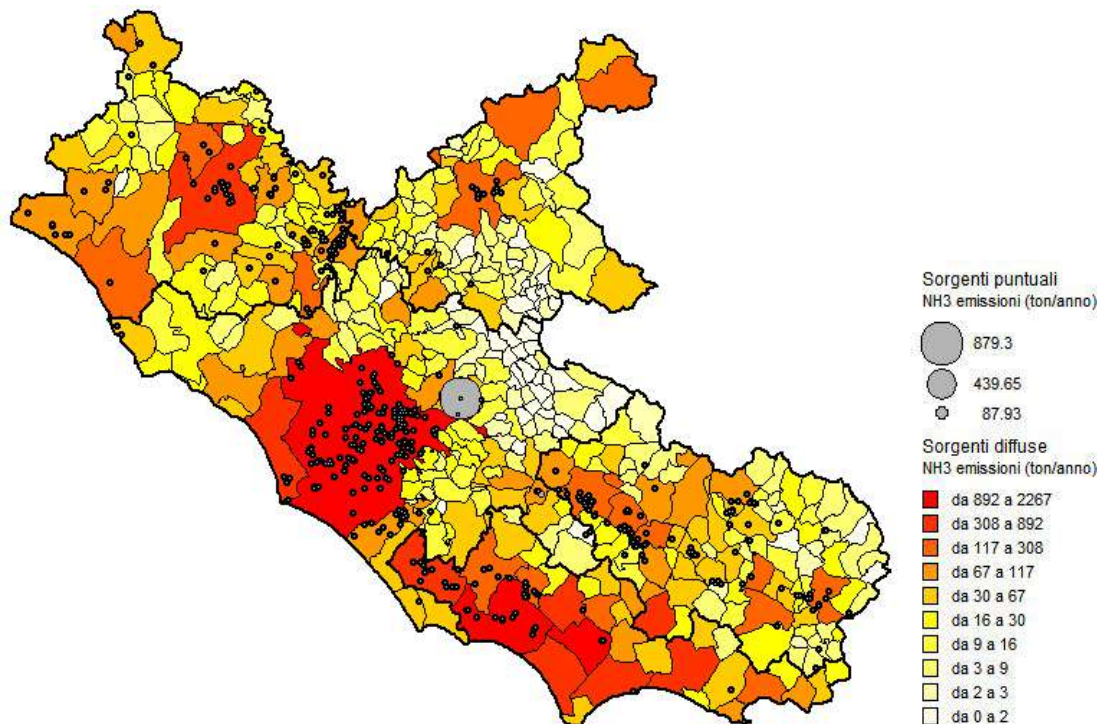 Sorgenti puntuali
NH3 emissioni (ton/anno)
879.3
439.65
87.93
Sorgenti diffuse
NH3 emissioni (ton/anno)
da 892 a 2267
da 308 a 892
da 117 a 308
da 67 a 117
da 30 a 67
da 16 a 30
da 9 a 16
da 3 a 9
da 2 a 3
da 0 a 2